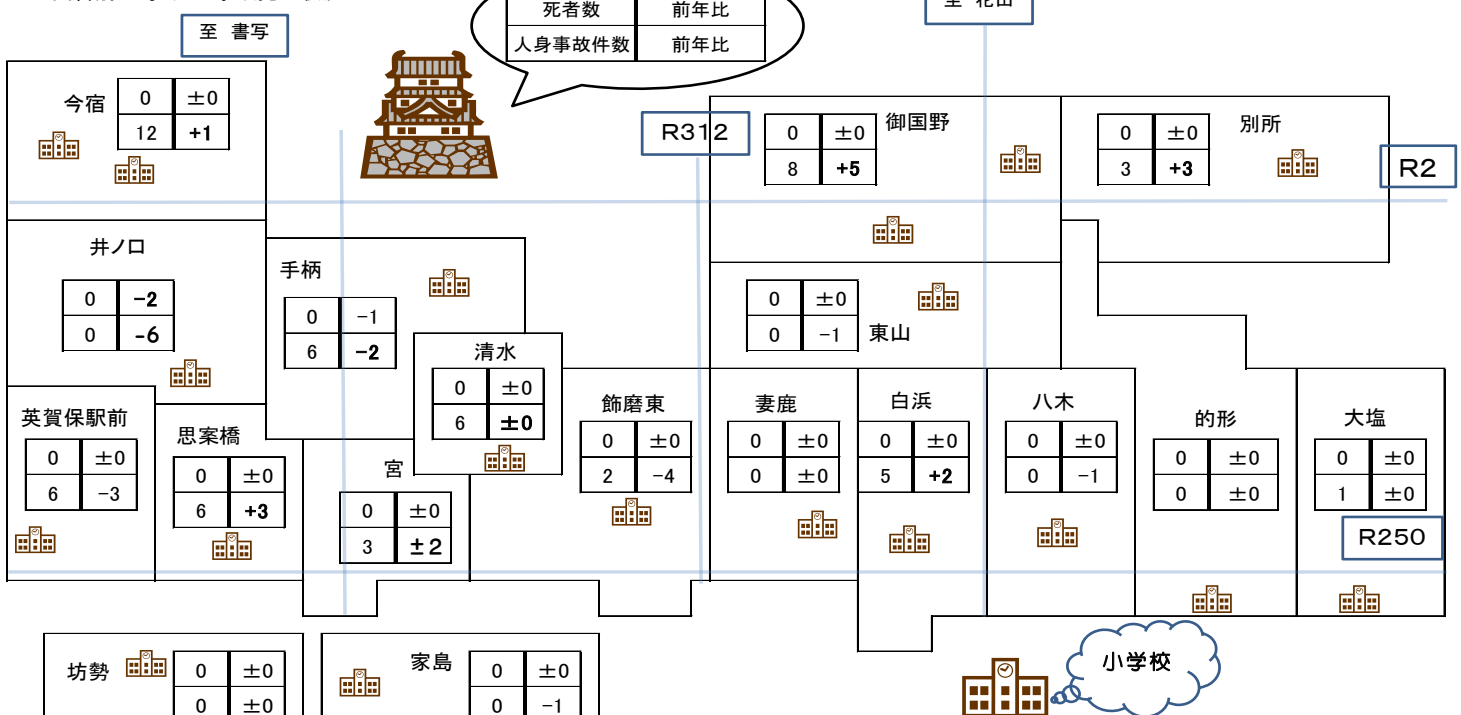 至 書写
死者数 前年比
人身事故件数 前年比
今宿
0 ±0
12 +1
R312
0 ±0
8 +5
御国野
0 ±0
3 +3
別所
R2
井ノ口
0 -2
0 -6
手柄
0 -1
6 -2
清水
0 ±0
6 ±0
0 ±0
0 -1
東山
英賀保駅前
0 ±0
6 -3
思案橋
0 ±0
6 +3
宮
0 ±0
3 ±2
飾磨東
0 ±0
2 -4
妻鹿
0 ±0
0 ±0
白浜
0 ±0
5 +2
八木
0 ±0
0 -1
的形
0 ±0
0 ±0
大塩
0 ±0
1 ±0
R250
坊勢
0 ±0
0 ±0
家島
0 ±0
0 -1
小学校